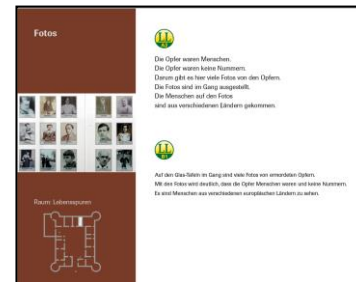 Fotos
LL
Die Opfer waren Menschen.
Die Opfer waren keine Nummern.
Darum gibt es hier viele Fotos von den Opfern.
Die Fotos sind im Gang ausgestellt.
Die Menschen auf den Fotos
sind aus verschiedenen Ländern gekommen.
LL
Auf den Glas-Tafeln im Gang sind viele Fotos von ermordeten Opfern.
Mit den Fotos wird deutlich, dass die Opfer Menschen waren und keine Nummern.
Es sind Menschen aus verschiedenen europäischen Ländern zu sehen.
Raum: Lebensspuren